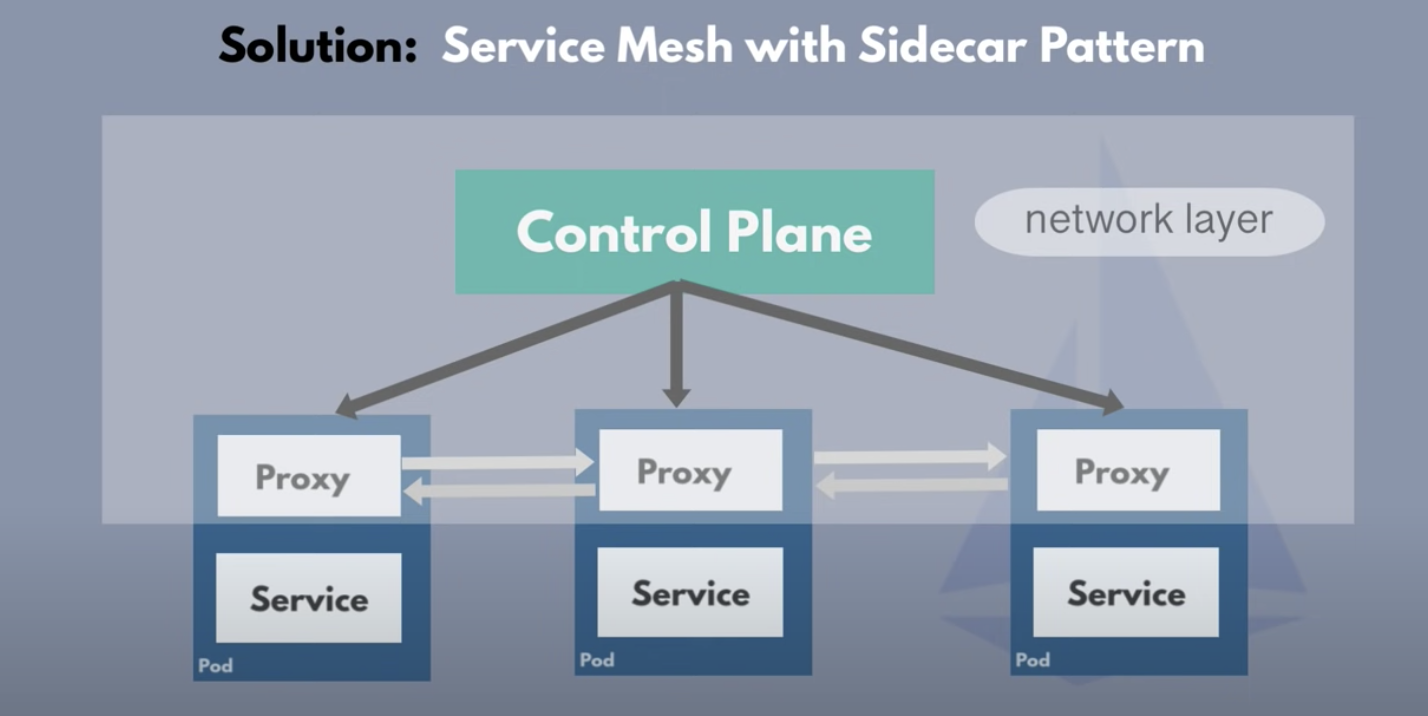 Solution: Service Mesh with Sidecar Pattern
Control Plane
network layer
Proxy
Proxy
Proxy
Service
Service
Service
Pod
Pod
Pod